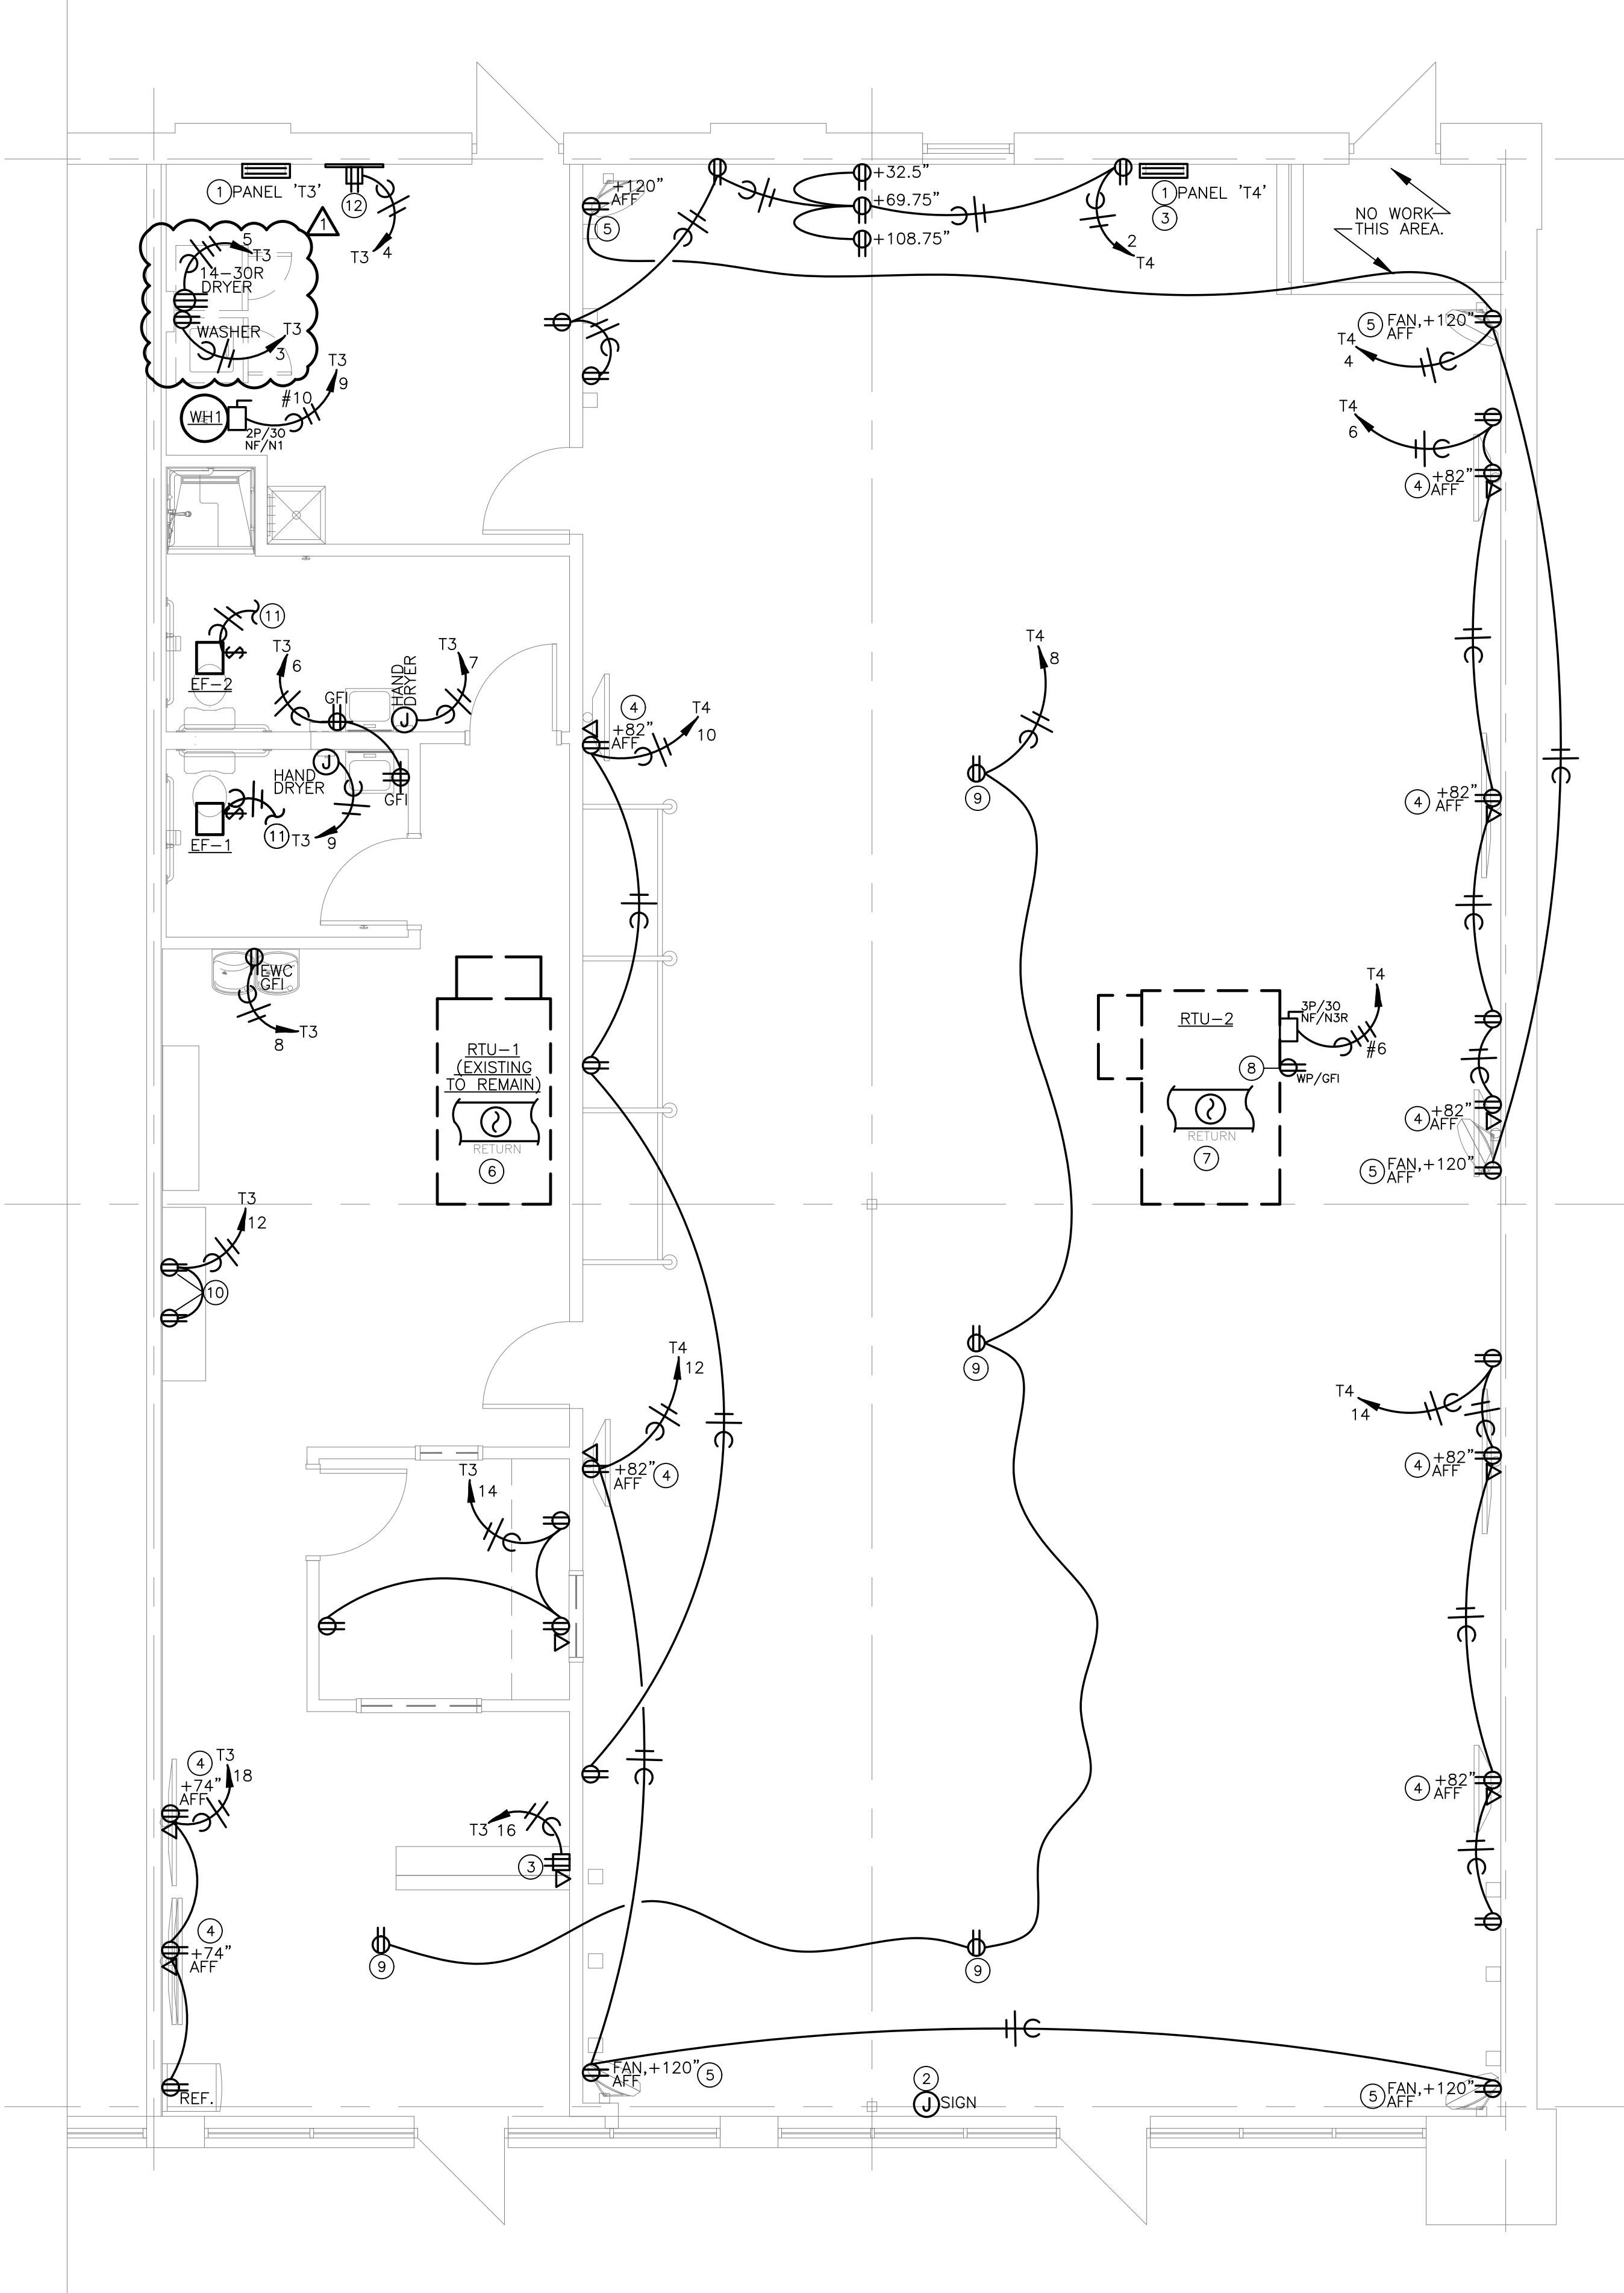 1 PANEL 'T3'
12
T3 4
+120"
AFF
5
+32.5"
+69.75"
+108.75"
2
T4
1 PANEL 'T4'
3
NO WORK
THIS AREA.
1
5
T3
14-30R
DRYER
WASHER
T3
3
5 FAN,+120"
AFF
T4
4
T3
9
#10
WH1
2P/30
NF/N1
T4
6
4 +82"
AFF
11
EF-2
T3
6
GFI
HAND
DRYER
T3
7
J
4
+82"
AFF
T4
10
T4
8
9
J
HAND
DRYER
GFI
EF-1
11 T3
9
4 +82"
AFF
EWC
GFI
T3
8
RTU-1
(EXISTING
TO REMAIN)
RETURN
6
RTU-2
3P/30
NF/N3R
T4
#6
8
WP/GFI
RETURN
7
4 +82"
AFF
5 FAN,+120"
AFF
T3
12
10
T4
12
9
T4
14
+82" 4
AFF
4 +82"
AFF
T3
14
4 T3
+74" 18
AFF
4 +82"
AFF
T3 16
3
4
+74"
AFF
9
9
FAN,+120" 5
AFF
2
J SIGN
5 FAN,+120"
AFF
REF.